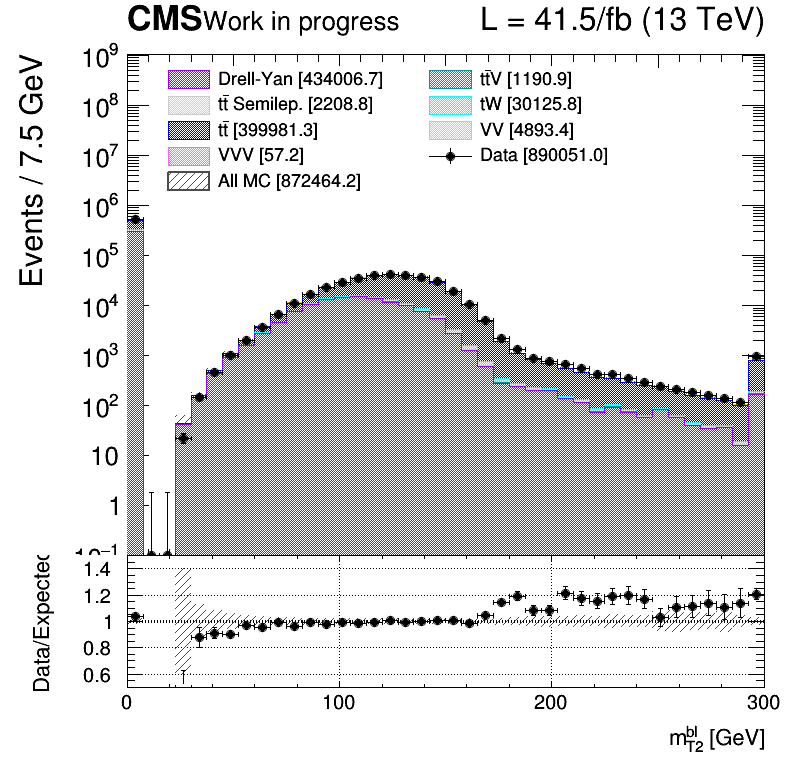 CMS Work in progress L = 41.5/fb (13 TeV)
Events / 7.5 GeV
10⁹
10⁸
10⁷
10⁶
10⁵
10⁴
10³
10²
10
1
10⁻¹
Drell-Yan [434006.7]
tt̄ Semilep. [2208.8]
tt̄ [399981.3]
VVV [57.2]
All MC [872464.2]
tt̄V [1190.9]
tW [30125.8]
VV [4893.4]
Data [890051.0]
Data/Expected
1.4
1.2
1
0.8
0.6
0 100 200 300
m_T2^bl [GeV]